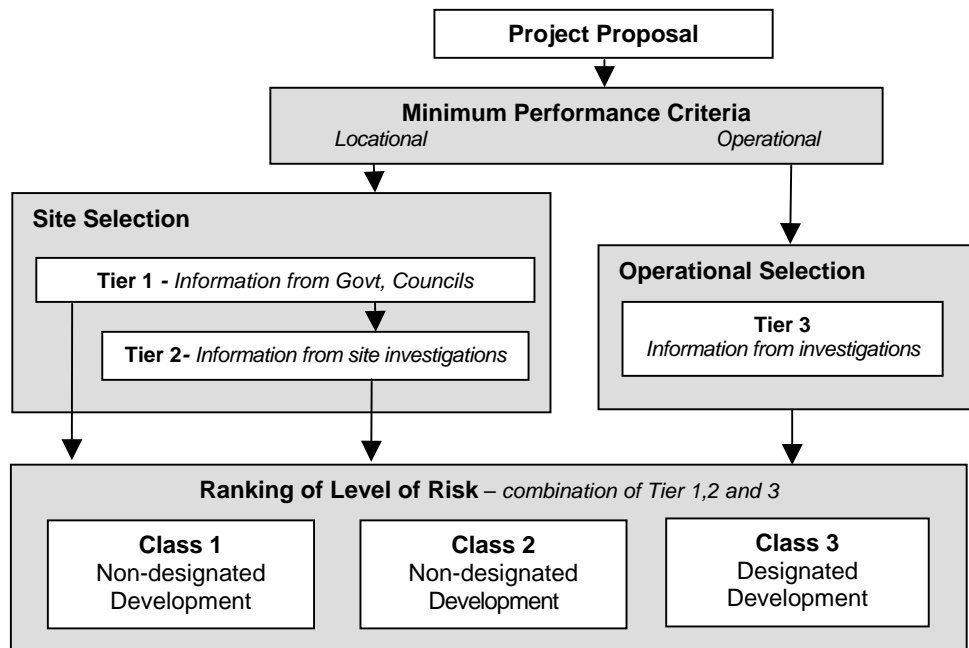 Project Proposal
Minimum Performance Criteria
Locational Operational
Site Selection
Tier 1 - Information from Govt, Councils
Tier 2- Information from site investigations
Operational Selection
Tier 3
Information from investigations
Ranking of Level of Risk – combination of Tier 1,2 and 3
Class 1
Non-designated
Development
Class 2
Non-designated
Development
Class 3
Designated
Development